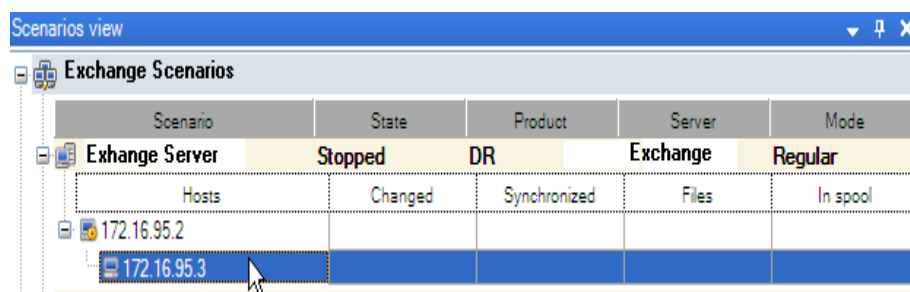 Scenarios view
Exchange Scenarios
Scenario State Product Server Mode
Exhange Server Stopped DR Exchange Regular
Hosts Changed Synchronized Files In spool
172.16.95.2
172.16.95.3